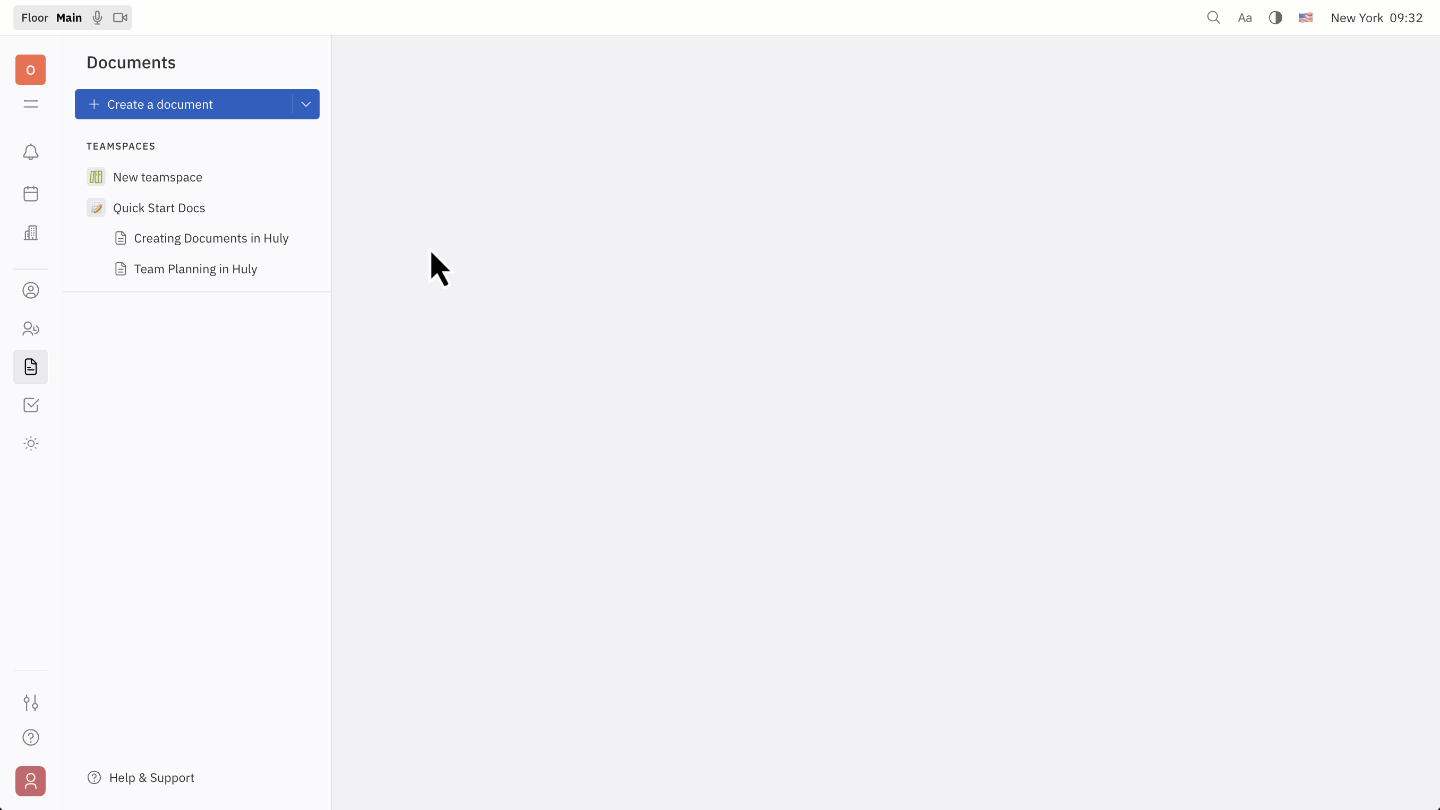 Floor Main
Aa
New York 09:32
O
Documents
Create a document
TEAMSPACES
New teamspace
Quick Start Docs
Creating Documents in Huly
Team Planning in Huly
Help & Support